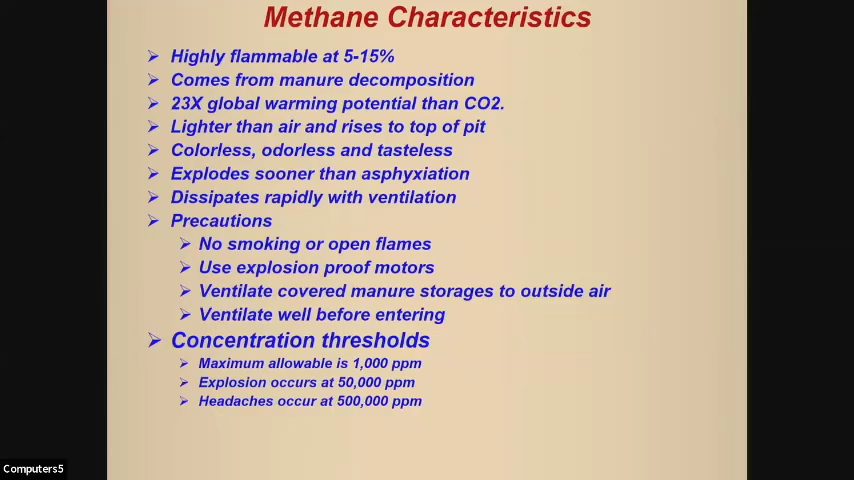 Methane Characteristics
Highly flammable at 5-15%
Comes from manure decomposition
23X global warming potential than CO2.
Lighter than air and rises to top of pit
Colorless, odorless and tasteless
Explodes sooner than asphyxiation
Dissipates rapidly with ventilation
Precautions
No smoking or open flames
Use explosion proof motors
Ventilate covered manure storages to outside air
Ventilate well before entering
Concentration thresholds
Maximum allowable is 1,000 ppm
Explosion occurs at 50,000 ppm
Headaches occur at 500,000 ppm
Computers5